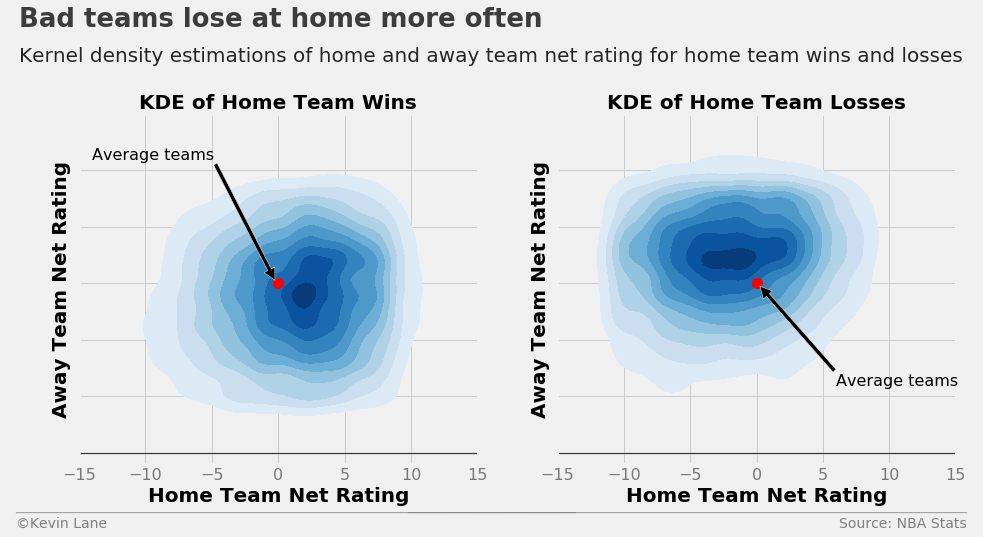 Bad teams lose at home more often
Kernel density estimations of home and away team net rating for home team wins and losses
KDE of Home Team Wins
Average teams
Away Team Net Rating
−15 −10 −5 0 5 10 15
Home Team Net Rating
KDE of Home Team Losses
Average teams
Away Team Net Rating
−15 −10 −5 0 5 10 15
Home Team Net Rating
©Kevin Lane
Source: NBA Stats